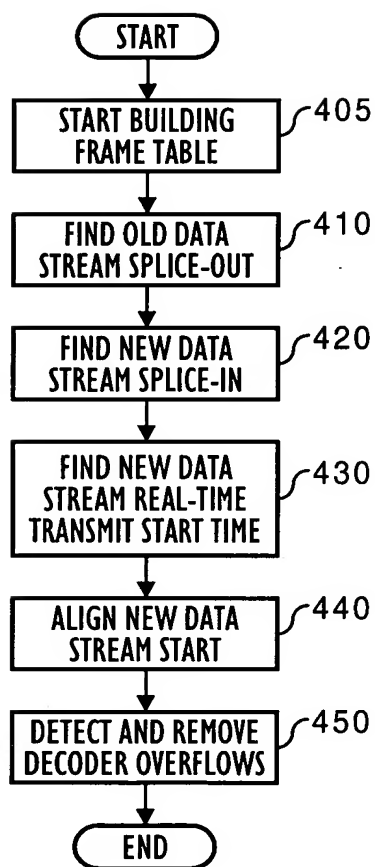 START
START BUILDING
FRAME TABLE
405
FIND OLD DATA
STREAM SPLICE-OUT
410
FIND NEW DATA
STREAM SPLICE-IN
420
FIND NEW DATA
STREAM REAL-TIME
TRANSMIT START TIME
430
ALIGN NEW DATA
STREAM START
440
DETECT AND REMOVE
DECODER OVERFLOWS
450
END